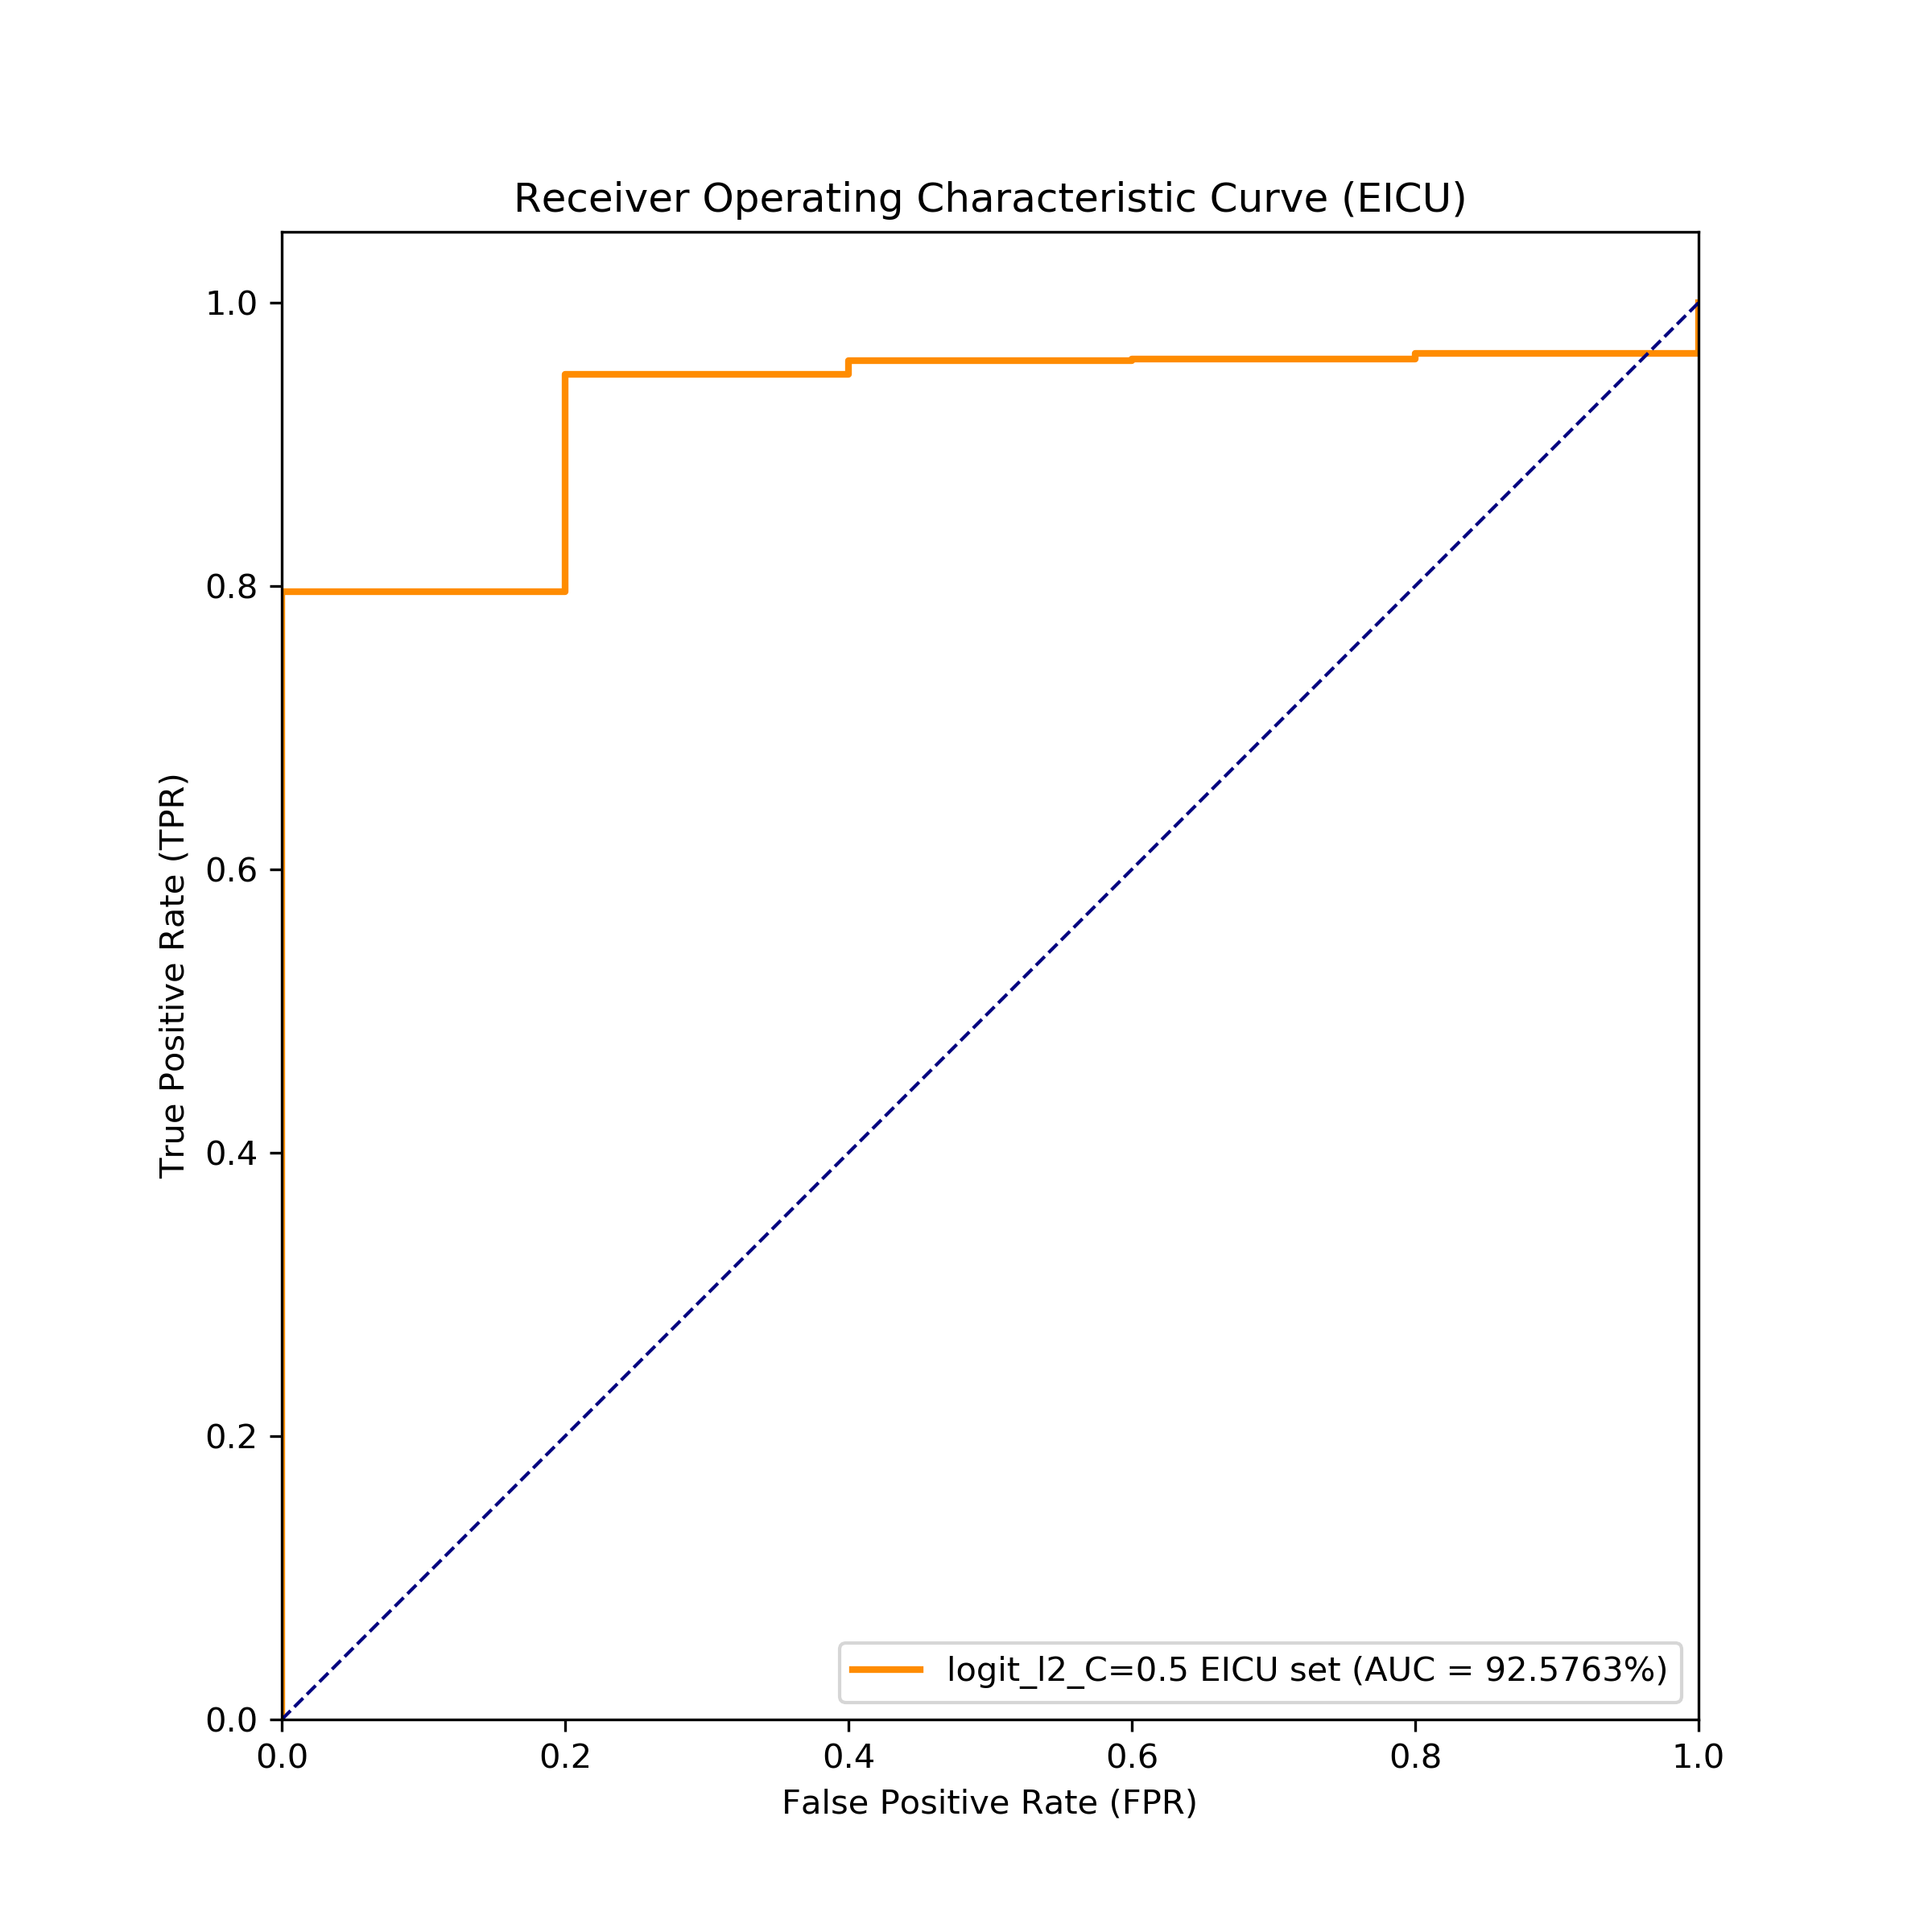 Receiver Operating Characteristic Curve (EICU)
True Positive Rate (TPR)
1.0
0.8
0.6
0.4
0.2
0.0
logit_l2_C=0.5 EICU set (AUC = 92.5763%)
0.0 0.2 0.4 0.6 0.8 1.0
False Positive Rate (FPR)